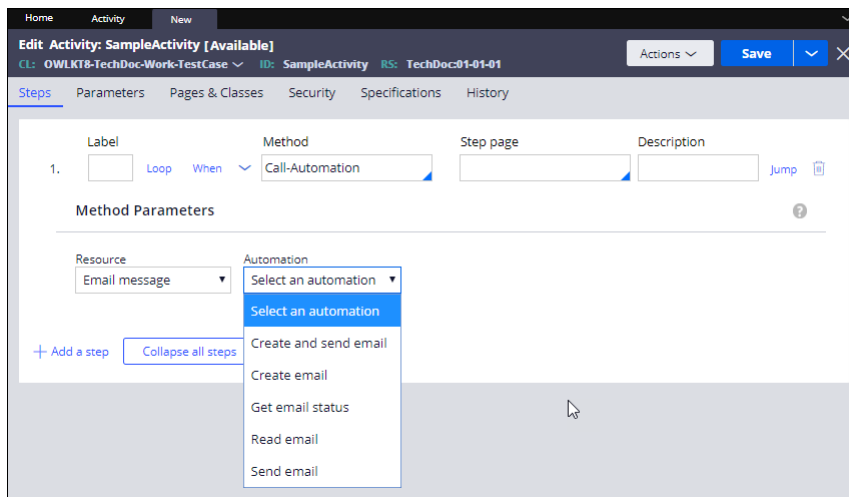 Home Activity New
Edit Activity: SampleActivity [Available]
CL: OWLKT8-TechDoc-Work-TestCase ID: SampleActivity RS: TechDoc:01-01-01
Actions Save
Steps Parameters Pages & Classes Security Specifications History
Label Method Step page Description
1. Loop When Call-Automation Jump
Method Parameters ?
Resource Automation
Email message Select an automation
Select an automation
Create and send email
+ Add a step Collapse all steps
Create email
Get email status
Read email
Send email